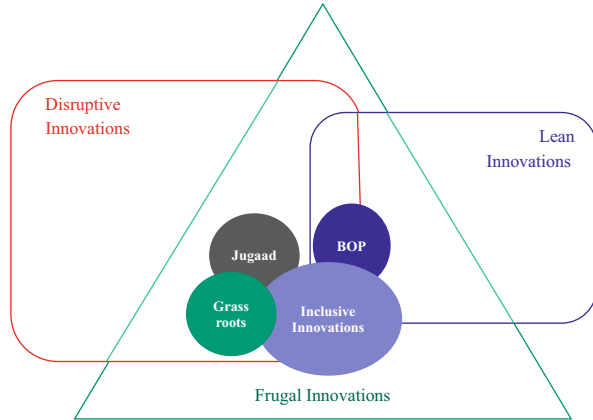 Disruptive
Innovations
Lean
Innovations
Jugaad
BOP
Grass
roots
Inclusive
Innovations
Frugal Innovations